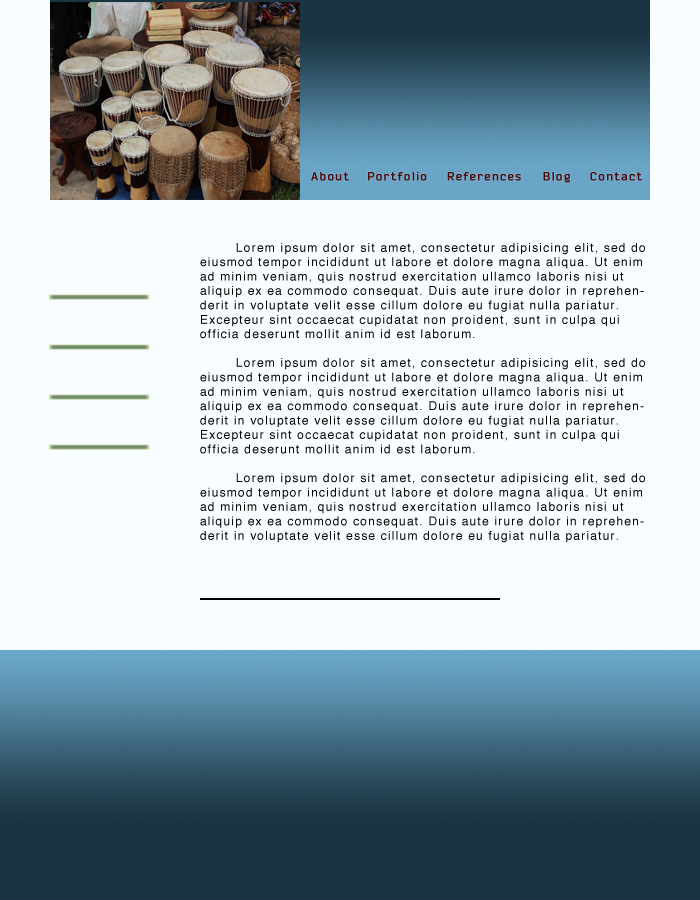 About Portfolio References Blog Contact
Lorem ipsum dolor sit amet, consectetur adipisicing elit, sed do
eiusmod tempor incididunt ut labore et dolore magna aliqua. Ut enim
ad minim veniam, quis nostrud exercitation ullamco laboris nisi ut
aliquip ex ea commodo consequat. Duis aute irure dolor in reprehen-
derit in voluptate velit esse cillum dolore eu fugiat nulla pariatur.
Excepteur sint occaecat cupidatat non proident, sunt in culpa qui
officia deserunt mollit anim id est laborum.
Lorem ipsum dolor sit amet, consectetur adipisicing elit, sed do
eiusmod tempor incididunt ut labore et dolore magna aliqua. Ut enim
ad minim veniam, quis nostrud exercitation ullamco laboris nisi ut
aliquip ex ea commodo consequat. Duis aute irure dolor in reprehen-
derit in voluptate velit esse cillum dolore eu fugiat nulla pariatur.
Excepteur sint occaecat cupidatat non proident, sunt in culpa qui
officia deserunt mollit anim id est laborum.
Lorem ipsum dolor sit amet, consectetur adipisicing elit, sed do
eiusmod tempor incididunt ut labore et dolore magna aliqua. Ut enim
ad minim veniam, quis nostrud exercitation ullamco laboris nisi ut
aliquip ex ea commodo consequat. Duis aute irure dolor in reprehen-
derit in voluptate velit esse cillum dolore eu fugiat nulla pariatur.